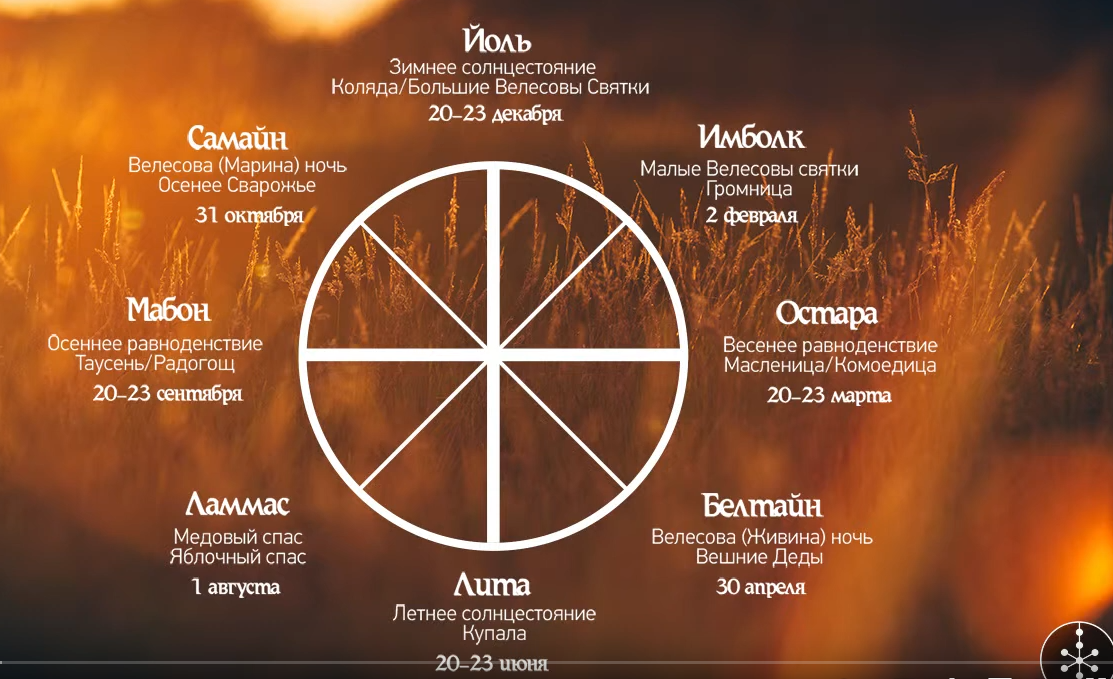 Йоль
Зимнее солнцестояние
Коляда/Большие Велесовы Святки
20–23 декабря
Самайн
Велесова (Марина) ночь
Осенее Сварожье
31 октября
Имболк
Малые Велесовы святки
Громница
2 февраля
Мабон
Осеннее равноденствие
Таусень/Радогощ
20–23 сентября
Остара
Весенее равноденствие
Масленица/Комоедица
20–23 марта
Ламмас
Медовый спас
Яблочный спас
1 августа
Белтайн
Велесова (Живина) ночь
Вешние Деды
30 апреля
Лита
Летнее солнцестояние
Купала
20–23 июня